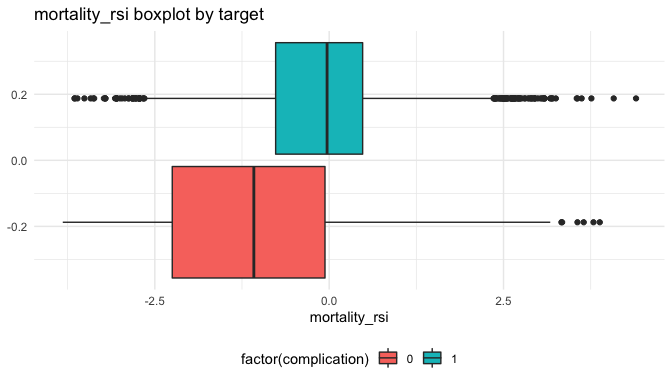 mortality_rsi boxplot by target
0.2
0.0
-0.2
-2.5 0.0 2.5
mortality_rsi
factor(complication) 0 1